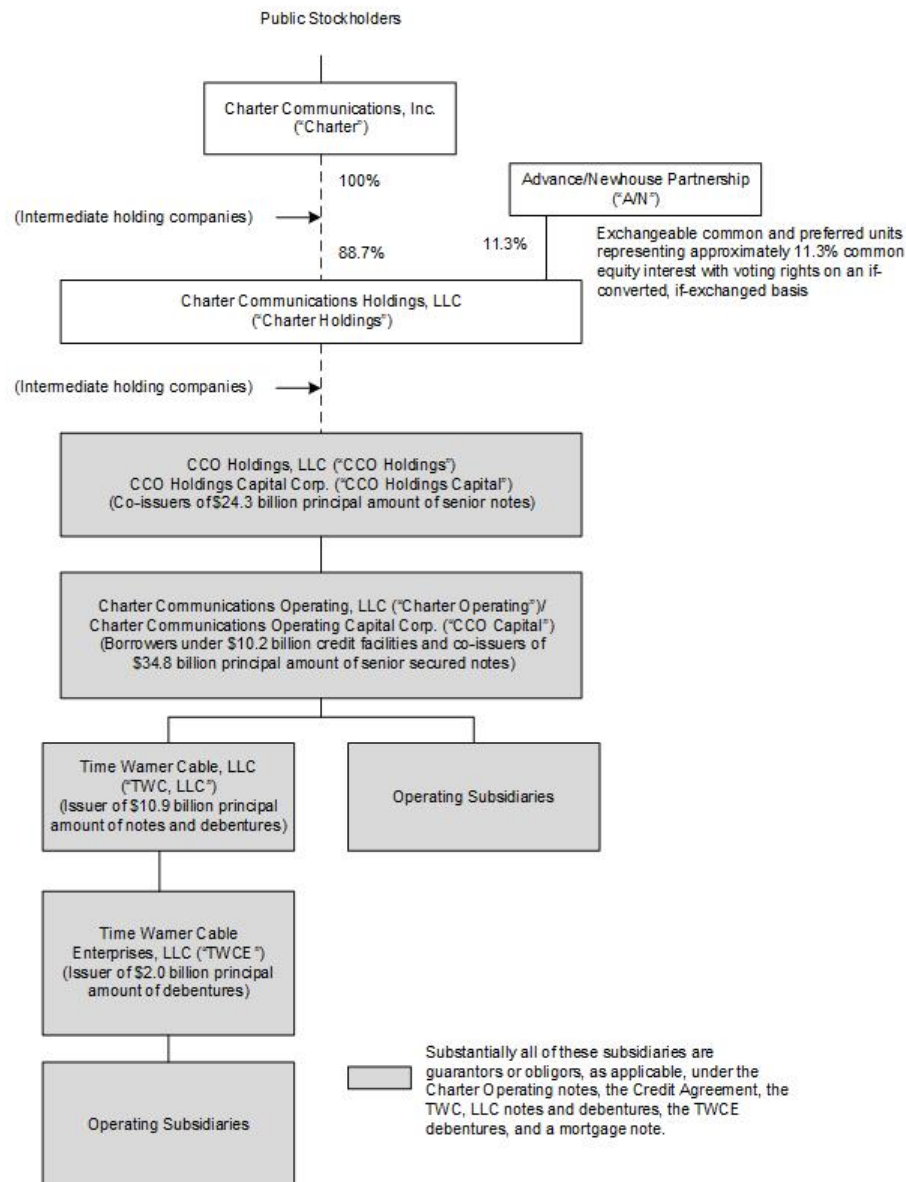 Public Stockholders
Charter Communications, Inc.
("Charter")
100%
Advance/Newhouse Partnership
("A/N")
(Intermediate holding companies)
88.7%
11.3%
Exchangeable common and preferred units
representing approximately 11.3% common
equity interest with voting rights on an if-
converted, if-exchanged basis
Charter Communications Holdings, LLC
("Charter Holdings")
(Intermediate holding companies)
CCO Holdings, LLC ("CCO Holdings")
CCO Holdings Capital Corp. ("CCO Holdings Capital")
(Co-issuers of $24.3 billion principal amount of senior notes)
Charter Communications Operating, LLC ("Charter Operating")/
Charter Communications Operating Capital Corp. ("CCO Capital")
(Borrowers under $10.2 billion credit facilities and co-issuers of
$34.8 billion principal amount of senior secured notes)
Time Warner Cable, LLC
("TWC, LLC")
(Issuer of $10.9 billion principal
amount of notes and debentures)
Operating Subsidiaries
Time Warner Cable
Enterprises, LLC ("TWCE")
(Issuer of $2.0 billion principal
amount of debentures)
Substantially all of these subsidiaries are
guarantors or obligors, as applicable, under the
Charter Operating notes, the Credit Agreement, the
TWC, LLC notes and debentures, the TWCE
debentures, and a mortgage note.
Operating Subsidiaries